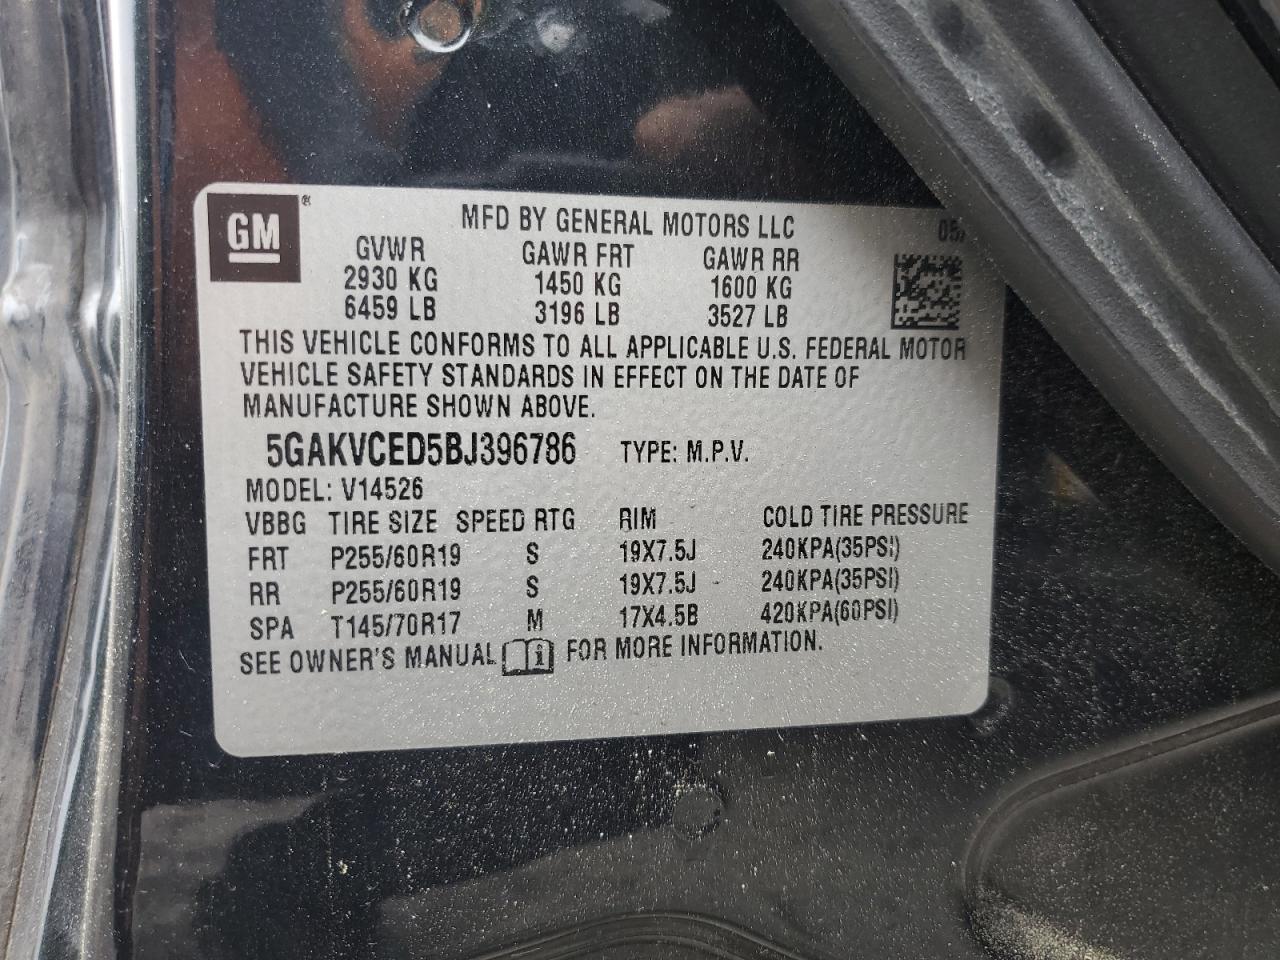 GM ®
MFD BY GENERAL MOTORS LLC 05/
GVWR GAWR FRT GAWR RR
2930 KG 1450 KG 1600 KG
6459 LB 3196 LB 3527 LB
THIS VEHICLE CONFORMS TO ALL APPLICABLE U.S. FEDERAL MOTOR
VEHICLE SAFETY STANDARDS IN EFFECT ON THE DATE OF
MANUFACTURE SHOWN ABOVE.
5GAKVCED5BJ396786 TYPE: M.P.V.
MODEL: V14526
VBBG TIRE SIZE SPEED RTG RIM COLD TIRE PRESSURE
FRT P255/60R19 S 19X7.5J 240KPA(35PSI)
RR P255/60R19 S 19X7.5J 240KPA(35PSI)
SPA T145/70R17 M 17X4.5B 420KPA(60PSI)
SEE OWNER'S MANUAL i FOR MORE INFORMATION.